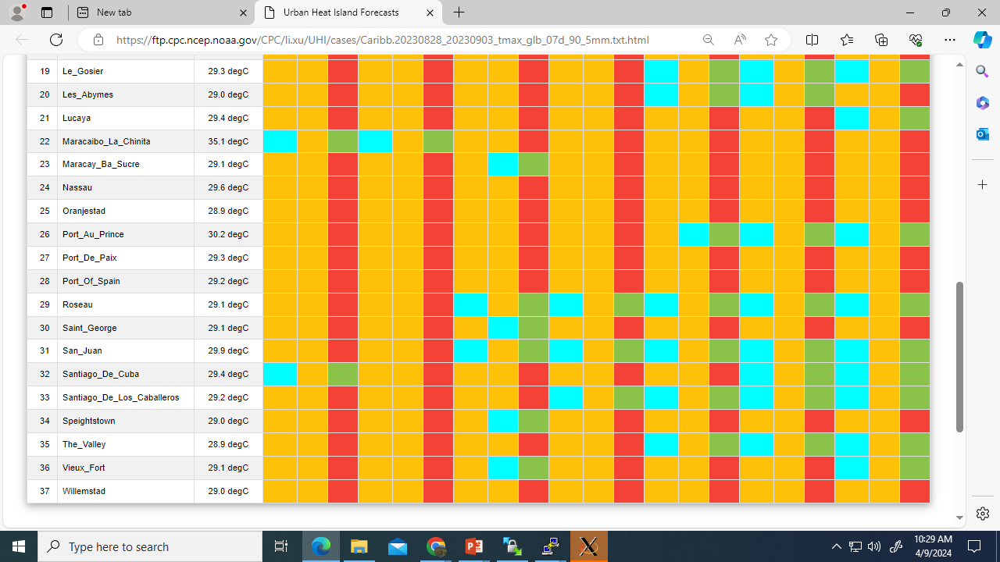 New tab
Urban Heat Island Forecasts
https://ftp.cpc.ncep.noaa.gov/CPC/li.xu/UHI/cases/Caribb.20230828_20230903_tmax_glb_07d_90_5mm.txt.html
19 Le_Gosier 29.3 degC
20 Les_Abymes 29.0 degC
21 Lucaya 29.4 degC
22 Maracaibo_La_Chinita 35.1 degC
23 Maracay_Ba_Sucre 29.1 degC
24 Nassau 29.6 degC
25 Oranjestad 28.9 degC
26 Port_Au_Prince 30.2 degC
27 Port_De_Paix 29.3 degC
28 Port_Of_Spain 29.2 degC
29 Roseau 29.1 degC
30 Saint_George 29.1 degC
31 San_Juan 29.9 degC
32 Santiago_De_Cuba 29.4 degC
33 Santiago_De_Los_Caballeros 29.2 degC
34 Speightstown 29.0 degC
35 The_Valley 28.9 degC
36 Vieux_Fort 29.1 degC
37 Willemstad 29.0 degC
Type here to search
10:29 AM
4/9/2024